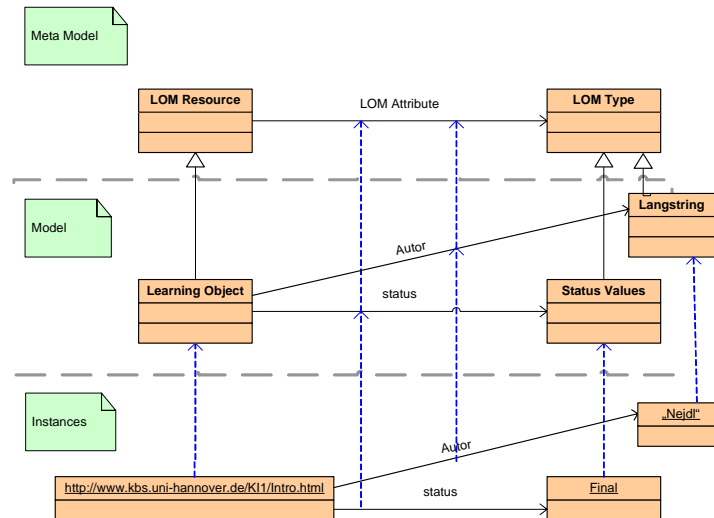 Meta Model
LOM Resource
LOM Attribute
LOM Type
Model
Langstring
Autor
Learning Object
status
Status Values
Instances
„Nejdl“
Autor
http://www.kbs.uni-hannover.de/KI1/Intro.html
status
Final